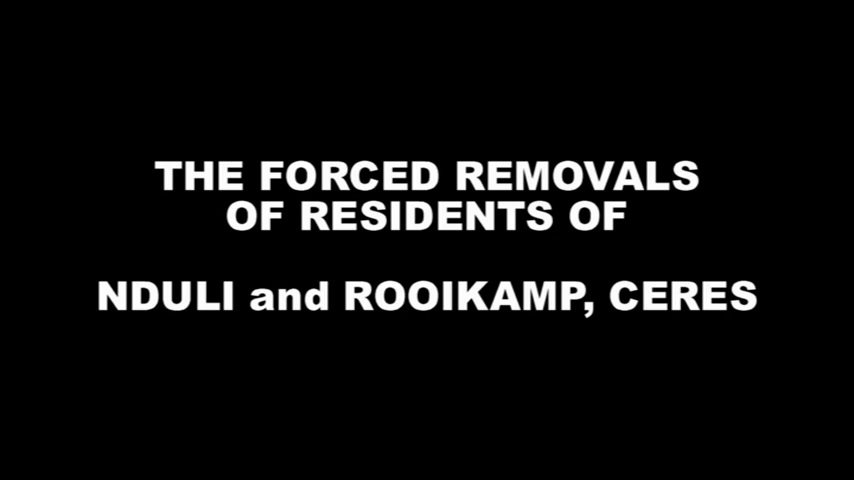 THE FORCED REMOVALS
OF RESIDENTS OF
NDULI and ROOIKAMP, CERES